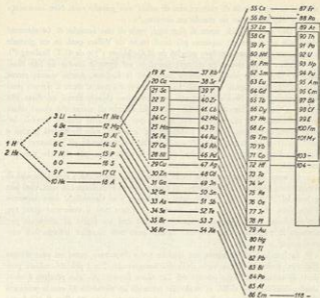 1 H
2 He
3 Li
4 Be
5 B
6 C
7 N
8 O
9 F
10 Ne
11 Na
12 Mg
13 Al
14 Si
15 P
16 S
17 Cl
18 A
19 K
20 Ca
21 Sc
22 Ti
23 V
24 Cr
25 Mn
26 Fe
27 Co
28 Ni
29 Cu
30 Zn
31 Ga
32 Ge
33 As
34 Se
35 Br
36 Kr
37 Rb
38 Sr
39 Y
40 Zr
41 Nb
42 Mo
43 Tc
44 Ru
45 Rh
46 Pd
47 Ag
48 Cd
49 In
50 Sn
51 Sb
52 Te
53 J
54 Xe
55 Cs
56 Ba
57 La
58 Ce
59 Pr
60 Nd
61 Pm
62 Sm
63 Eu
64 Gd
65 Tb
66 Dy
67 Ho
68 Er
69 Tm
70 Yb
71 Cp
72 Hf
73 Ta
74 W
75 Re
76 Os
77 Jr
78 Pt
79 Au
80 Hg
81 Tl
82 Pb
83 Bi
84 Po
85 At
86 Em
87 Fr
88 Ra
89 Ac
90 Th
91 Pa
92 U
93 Np
94 Pu
95 Am
96 Cm
97 Bk
98 Cf
99 E
100 Fm
101 Mv
103 –
104 –
118 –